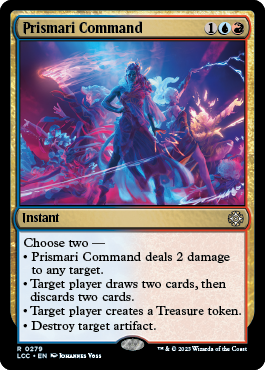 Prismari Command 1
Instant
Choose two —
• Prismari Command deals 2 damage
to any target.
• Target player draws two cards, then
discards two cards.
• Target player creates a Treasure token.
• Destroy target artifact.
R 0279
LCC • EN Johannes Voss
™ & © 2023 Wizards of the Coast